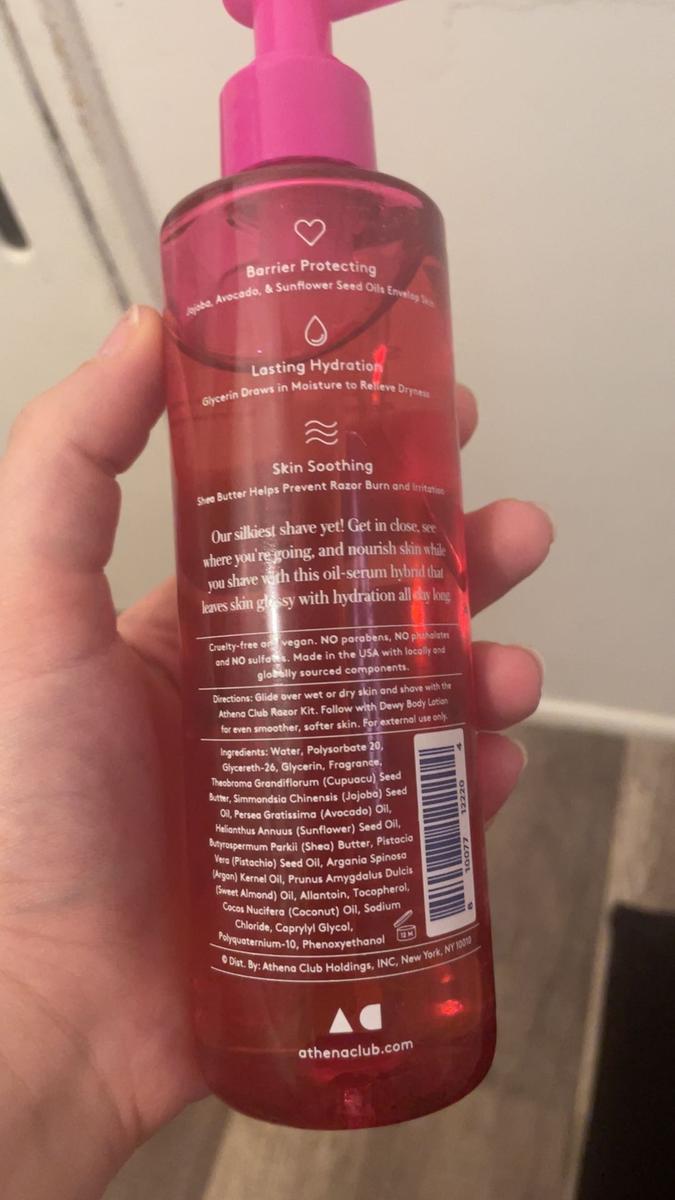 Barrier Protecting
Jojoba, Avocado, & Sunflower Seed Oils Envelop Skin
Lasting Hydration
Glycerin Draws in Moisture to Relieve Dryness
Skin Soothing
Shea Butter Helps Prevent Razor Burn and Irritation
Our silkiest shave yet! Get in close, see
where you're going, and nourish skin while
you shave with this oil-serum hybrid that
leaves skin glossy with hydration all day long.
Cruelty-free and vegan. NO parabens, NO phthalates
and NO sulfates. Made in the USA with locally and
globally sourced components.
Directions: Glide over wet or dry skin and shave with the
Athena Club Razor Kit. Follow with Dewy Body Lotion
for even smoother, softer skin. For external use only.
Ingredients: Water, Polysorbate 20,
Glycereth-26, Glycerin, Fragrance,
Theobroma Grandiflorum (Cupuacu) Seed
Butter, Simmondsia Chinensis (Jojoba) Seed
Oil, Persea Gratissima (Avocado) Oil,
Helianthus Annuus (Sunflower) Seed Oil,
Butyrospermum Parkii (Shea) Butter, Pistacia
Vera (Pistachio) Seed Oil, Argania Spinosa
(Argan) Kernel Oil, Prunus Amygdalus Dulcis
(Sweet Almond) Oil, Allantoin, Tocopherol,
Cocos Nucifera (Coconut) Oil, Sodium
Chloride, Caprylyl Glycol,
Polyquaternium-10, Phenoxyethanol
12 M
8 10077 12220 4
© Dist. By: Athena Club Holdings, INC, New York, NY 10010
athenaclub.com